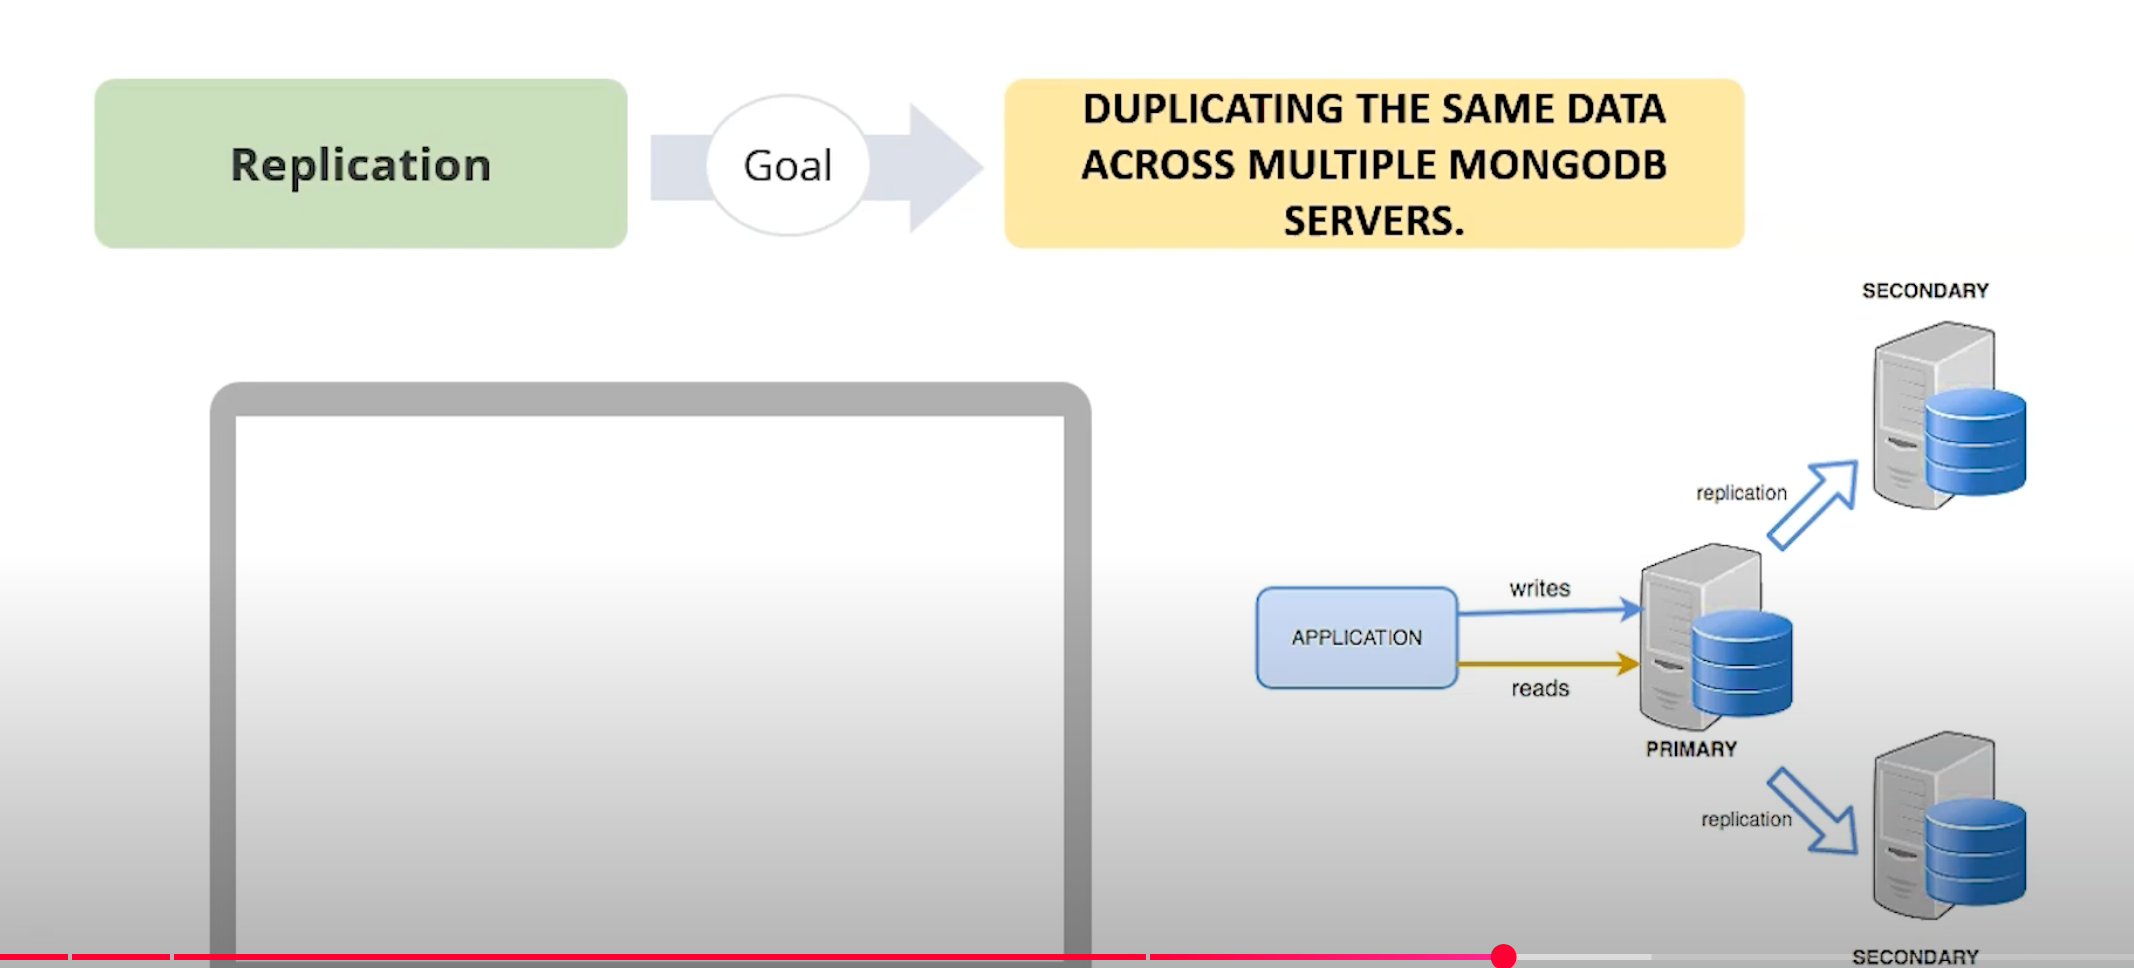 Replication
Goal
DUPLICATING THE SAME DATA
ACROSS MULTIPLE MONGODB
SERVERS.
SECONDARY
replication
writes
APPLICATION
reads
PRIMARY
replication
SECONDARY